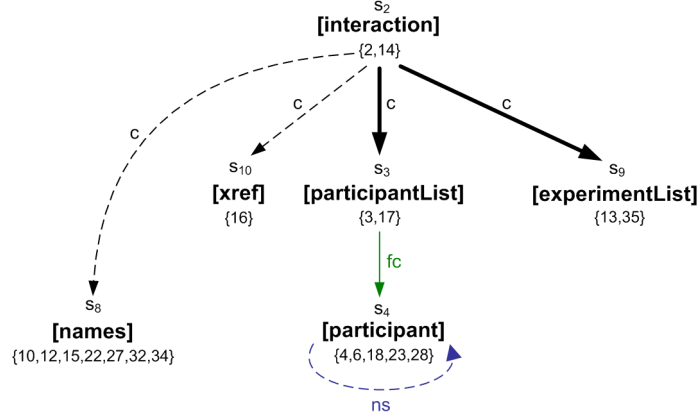 s2
[interaction]
{2,14}
c
c
c
c
s10
[xref]
{16}
s3
[participantList]
{3,17}
s9
[experimentList]
{13,35}
fc
s8
[names]
{10,12,15,22,27,32,34}
s4
[participant]
{4,6,18,23,28}
ns